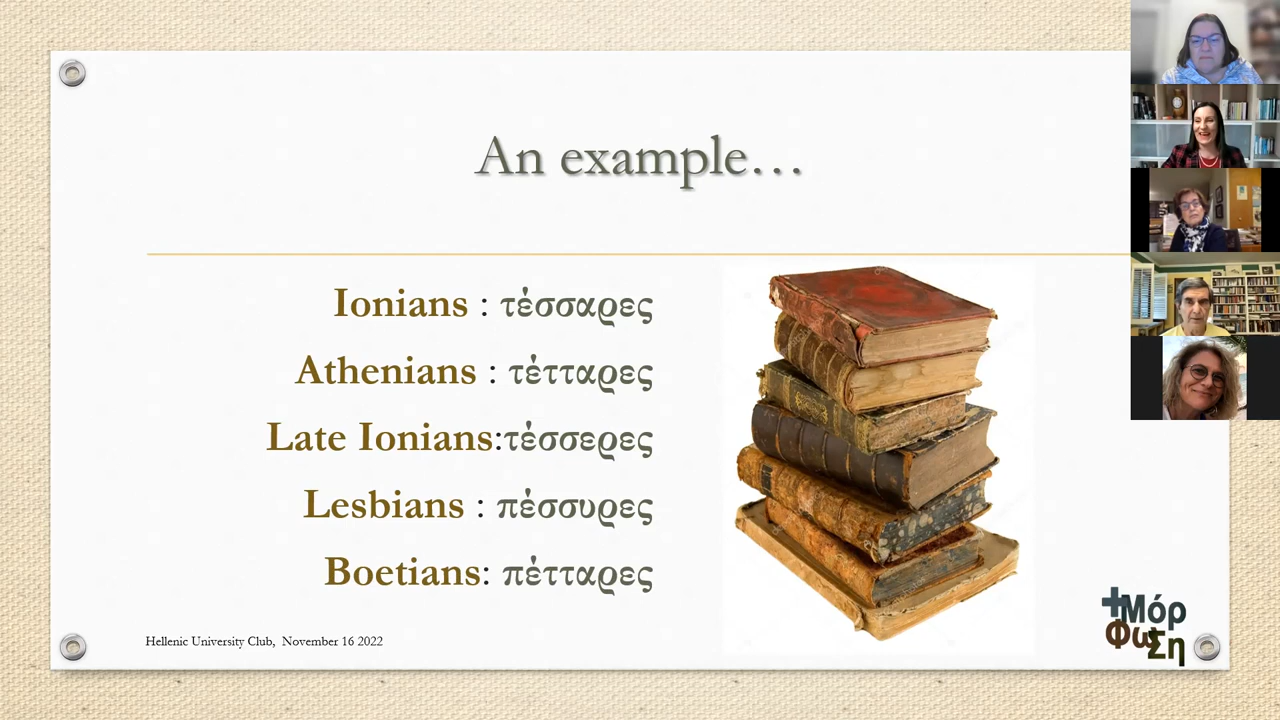 An example…
Ionians : τέσσαρες
Athenians : τέτταρες
Late Ionians:τέσσερες
Lesbians : πέσσυρες
Boetians: πέτταρες
Hellenic University Club, November 16 2022
Μόρ
Φω
Ση